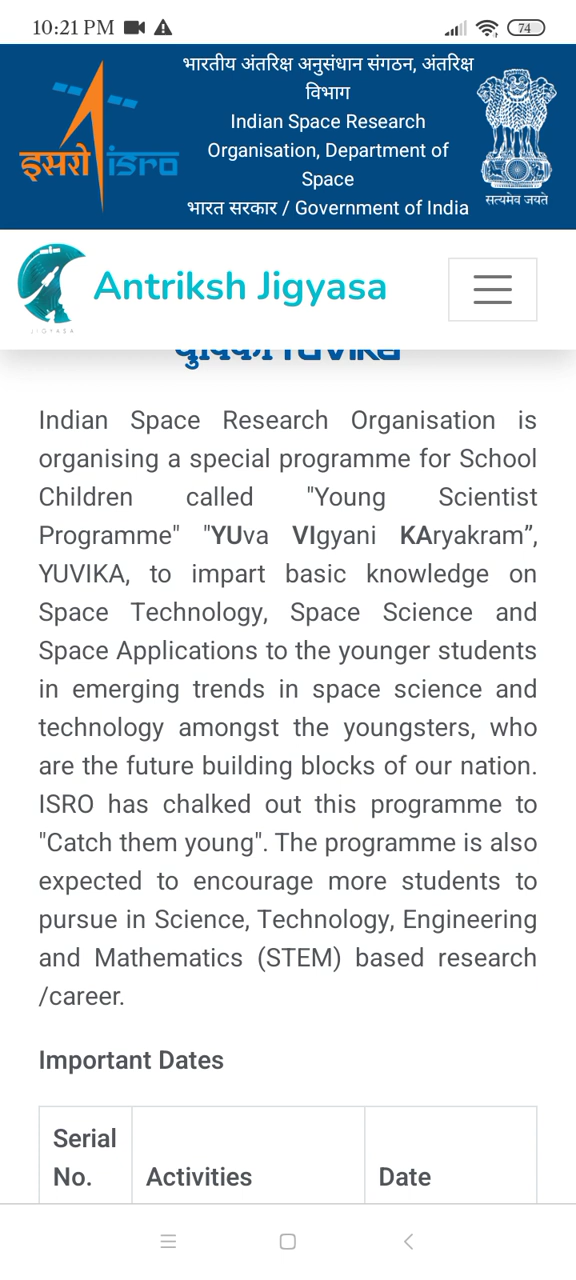 10:21 PM
74
भारतीय अंतरिक्ष अनुसंधान संगठन, अंतरिक्ष
विभाग
Indian Space Research
Organisation, Department of
Space
भारत सरकार / Government of India
इसरो isro
सत्यमेव जयते
Antriksh Jigyasa
JIGYASA
युविका YUVIKA
Indian Space Research Organisation is
organising a special programme for School
Children called "Young Scientist
Programme" "YUva VIgyani KAryakram”,
YUVIKA, to impart basic knowledge on
Space Technology, Space Science and
Space Applications to the younger students
in emerging trends in space science and
technology amongst the youngsters, who
are the future building blocks of our nation.
ISRO has chalked out this programme to
"Catch them young". The programme is also
expected to encourage more students to
pursue in Science, Technology, Engineering
and Mathematics (STEM) based research
/career.
Important Dates
Serial
No. Activities Date